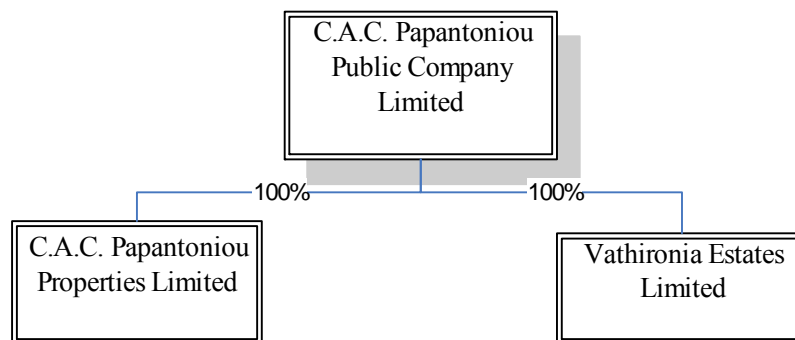 C.A.C. Papantoniou
Public Company
Limited
100%
100%
C.A.C. Papantoniou
Properties Limited
Vathironia Estates
Limited